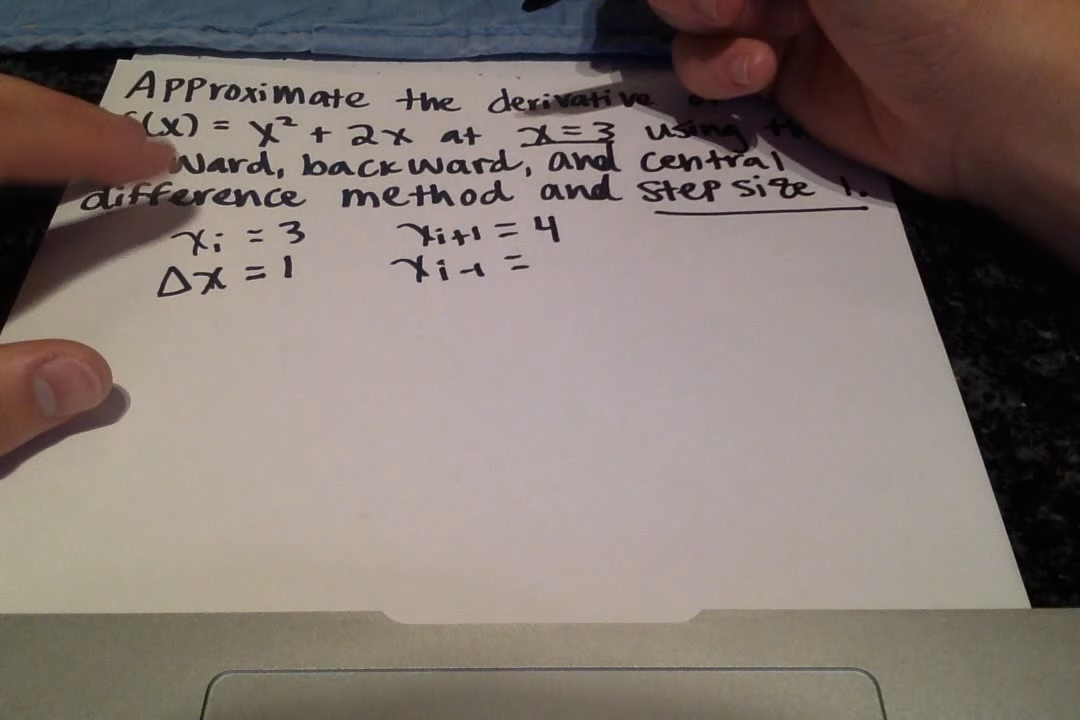 Approximate the derivative
(x) = x² + 2x at x=3 using
ward, backward, and central
difference method and step size 1.
xi = 3 xi+1 = 4
Δx = 1 xi-1 =